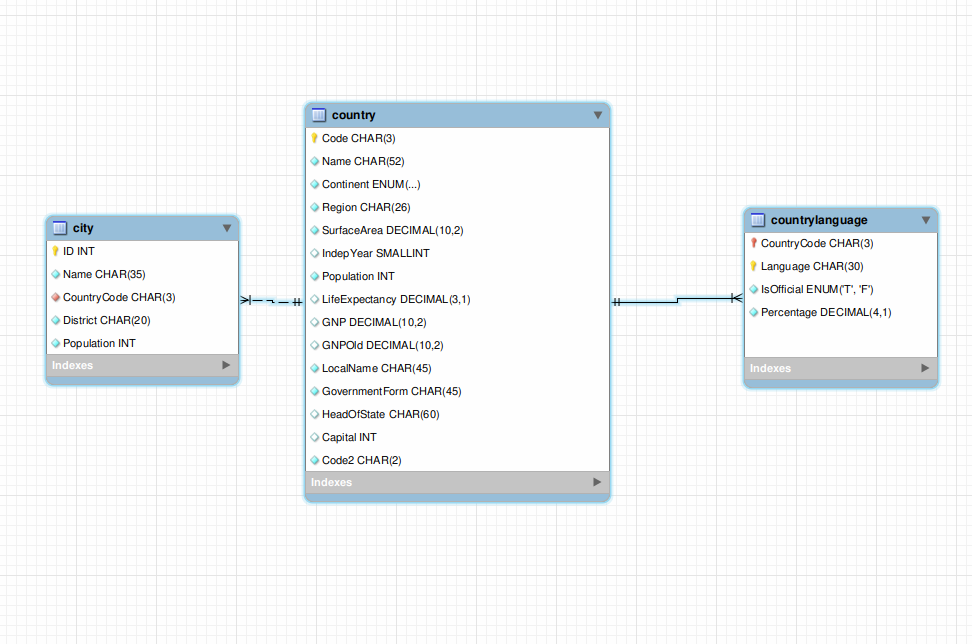 city
ID INT
Name CHAR(35)
CountryCode CHAR(3)
District CHAR(20)
Population INT
Indexes
country
Code CHAR(3)
Name CHAR(52)
Continent ENUM(...)
Region CHAR(26)
SurfaceArea DECIMAL(10,2)
IndepYear SMALLINT
Population INT
LifeExpectancy DECIMAL(3,1)
GNP DECIMAL(10,2)
GNPOld DECIMAL(10,2)
LocalName CHAR(45)
GovernmentForm CHAR(45)
HeadOfState CHAR(60)
Capital INT
Code2 CHAR(2)
Indexes
countrylanguage
CountryCode CHAR(3)
Language CHAR(30)
IsOfficial ENUM('T', 'F')
Percentage DECIMAL(4,1)
Indexes